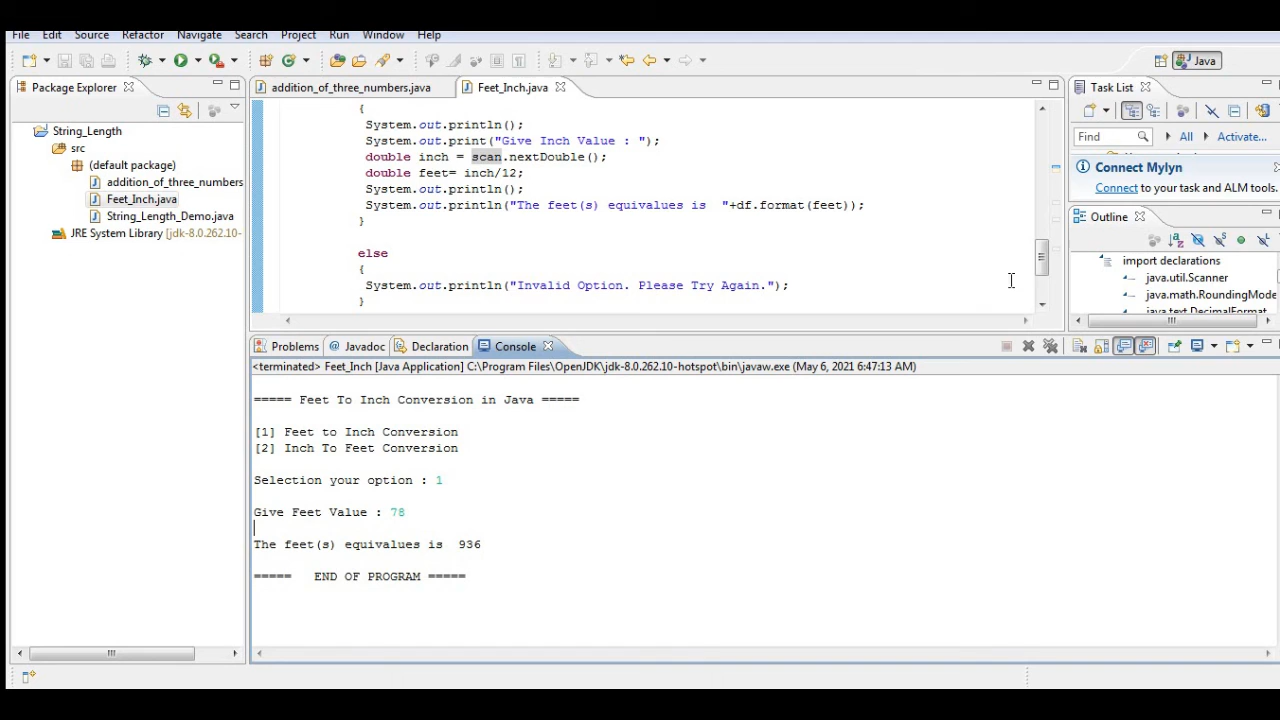 File Edit Source Refactor Navigate Search Project Run Window Help
Java
Package Explorer
addition_of_three_numbers.java
Feet_Inch.java
Task List
String_Length
src
(default package)
addition_of_three_numbers
Feet_Inch.java
String_Length_Demo.java
JRE System Library [jdk-8.0.262.10-
{
System.out.println();
System.out.print("Give Inch Value : ");
double inch = scan.nextDouble();
double feet= inch/12;
System.out.println();
System.out.println("The feet(s) equivalues is  "+df.format(feet));
}
else
{
System.out.println("Invalid Option. Please Try Again.");
}
Find
All
Activate...
Connect Mylyn
Connect to your task and ALM tools.
Outline
import declarations
java.util.Scanner
java.math.RoundingMode
java.text.DecimalFormat
Problems
Javadoc
Declaration
Console
<terminated> Feet_Inch [Java Application] C:\Program Files\OpenJDK\jdk-8.0.262.10-hotspot\bin\javaw.exe (May 6, 2021 6:47:13 AM)
===== Feet To Inch Conversion in Java =====
[1] Feet to Inch Conversion
[2] Inch To Feet Conversion
Selection your option : 1
Give Feet Value : 78
The feet(s) equivalues is  936
=====   END OF PROGRAM =====